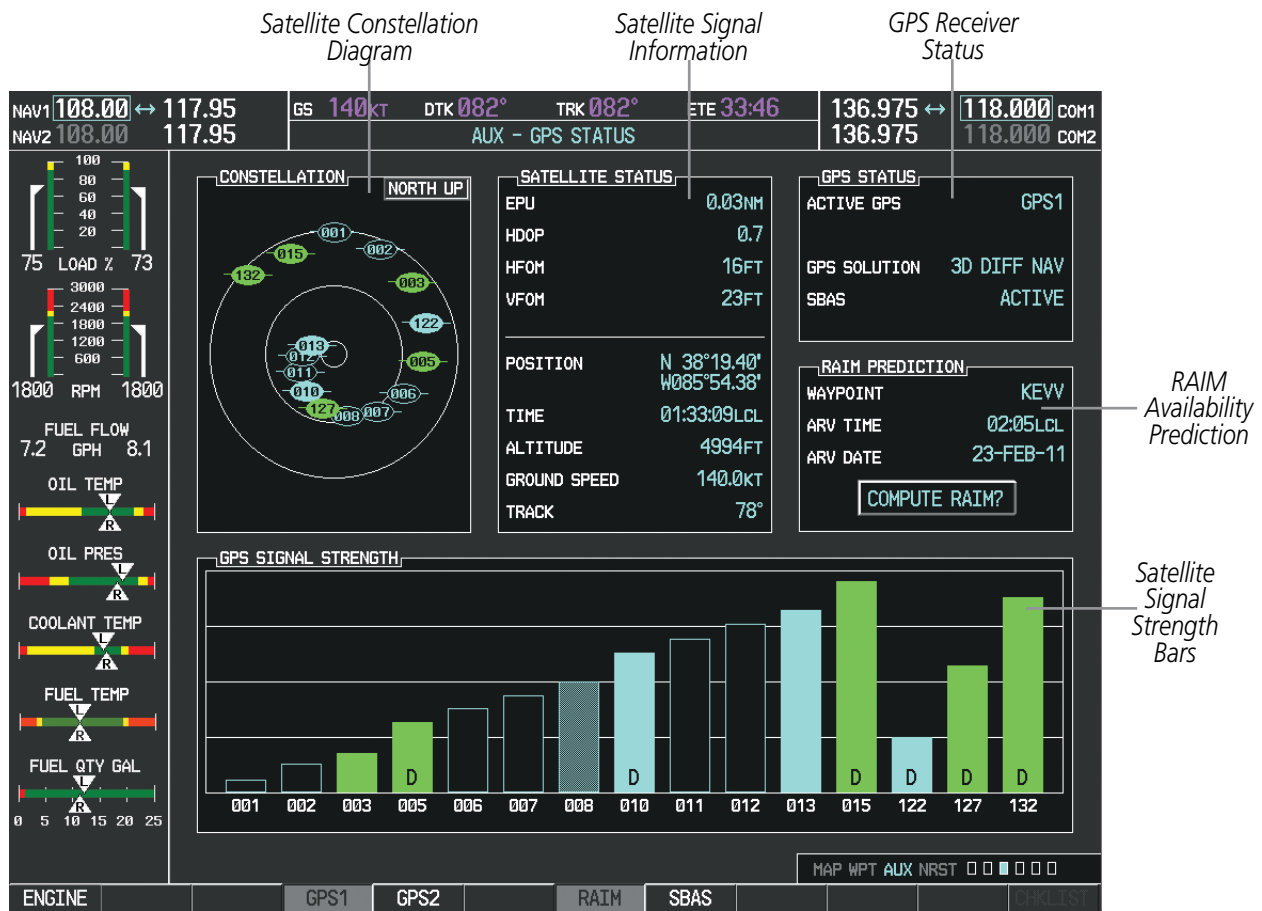 Satellite Constellation
Diagram
Satellite Signal
Information
GPS Receiver
Status
NAV1 108.00 ↔ 117.95
NAV2 108.00 117.95
GS 140KT DTK 082° TRK 082° ETE 33:46
AUX – GPS STATUS
136.975 ↔ 118.000 COM1
136.975 118.000 COM2
100
80
60
40
20
75 LOAD % 73
3000
2400
1800
1200
600
1800 RPM 1800
FUEL FLOW
7.2 GPH 8.1
OIL TEMP
L
R
OIL PRES
L
R
COOLANT TEMP
L
R
FUEL TEMP
L
R
FUEL QTY GAL
L
R
0 5 10 15 20 25
CONSTELLATION
NORTH UP
001
002
015
132
003
122
013
012
005
011
010
006
127
008
007
SATELLITE STATUS
EPU 0.03NM
HDOP 0.7
HFOM 16FT
VFOM 23FT
POSITION N 38°19.40'
W085°54.38'
TIME 01:33:09LCL
ALTITUDE 4994FT
GROUND SPEED 140.0KT
TRACK 78°
GPS STATUS
ACTIVE GPS GPS1
GPS SOLUTION 3D DIFF NAV
SBAS ACTIVE
RAIM PREDICTION
WAYPOINT KEVV
ARV TIME 02:05LCL
ARV DATE 23-FEB-11
COMPUTE RAIM?
RAIM
Availability
Prediction
GPS SIGNAL STRENGTH
D D D D D D
001 002 003 005 006 007 008 010 011 012 013 015 122 127 132
Satellite
Signal
Strength
Bars
MAP WPT AUX NRST
ENGINE GPS1 GPS2 RAIM SBAS CHKLIST